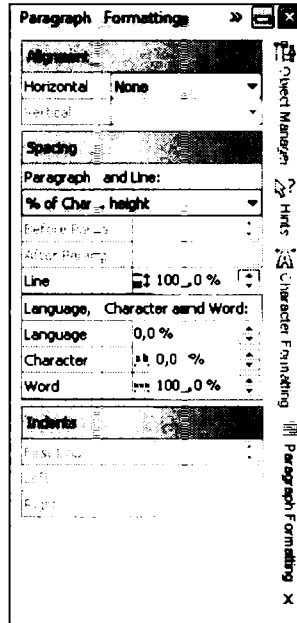 Paragraph Formatting »
Alignment
Horizontal None
Vertical
Spacing
Paragraph and Line:
% of Char. height
Before Para
After Para
Line 100,0 %
Language, Character and Word:
Language 0,0 %
Character 0,0 %
Word 100,0 %
Indents
First Line
Left
Right
Object Manager
Hints
Character Formatting
Paragraph Formatting